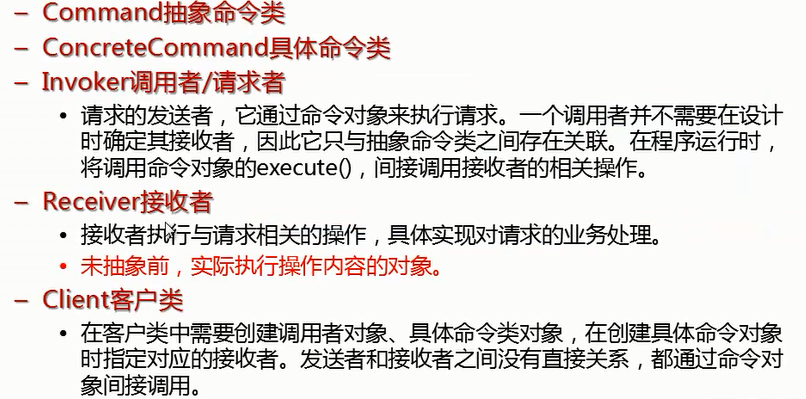 – Command抽象命令类
– ConcreteCommand具体命令类
– Invoker调用者/请求者
• 请求的发送者，它通过命令对象来执行请求。一个调用者并不需要在设计
时确定其接收者，因此它只与抽象命令类之间存在关联。在程序运行时，
将调用命令对象的execute()，间接调用接收者的相关操作。
– Receiver接收者
• 接收者执行与请求相关的操作，具体实现对请求的业务处理。
• 未抽象前，实际执行操作内容的对象。
– Client客户类
• 在客户类中需要创建调用者对象、具体命令类对象，在创建具体命令对象
时指定对应的接收者。发送者和接收者之间没有直接关系，都通过命令对
象间接调用。